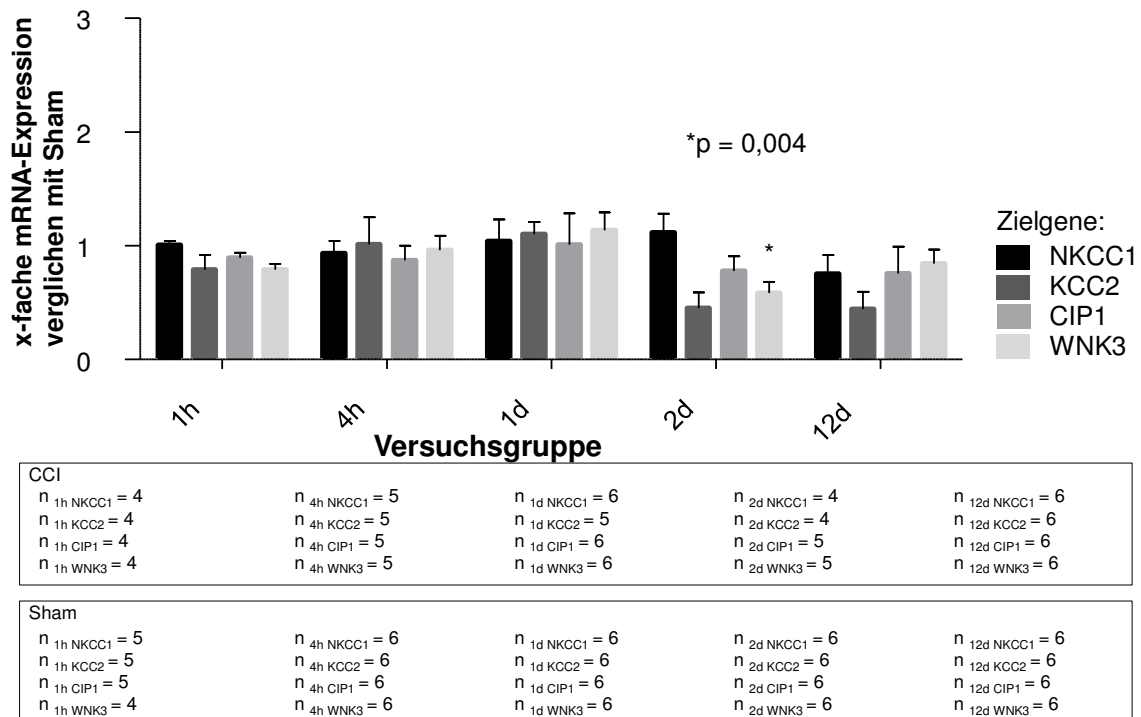 3
2
1
0
x-fache mRNA-Expression
verglichen mit Sham
*p = 0,004
*
Zielgene:
NKCC1
KCC2
CIP1
WNK3
1h 4h 1d 2d 12d
Versuchsgruppe
CCI
n 1h NKCC1 = 4 n 4h NKCC1 = 5 n 1d NKCC1 = 6 n 2d NKCC1 = 4 n 12d NKCC1 = 6
n 1h KCC2 = 4 n 4h KCC2 = 5 n 1d KCC2 = 5 n 2d KCC2 = 4 n 12d KCC2 = 6
n 1h CIP1 = 4 n 4h CIP1 = 5 n 1d CIP1 = 6 n 2d CIP1 = 5 n 12d CIP1 = 6
n 1h WNK3 = 4 n 4h WNK3 = 5 n 1d WNK3 = 6 n 2d WNK3 = 5 n 12d WNK3 = 6
Sham
n 1h NKCC1 = 5 n 4h NKCC1 = 6 n 1d NKCC1 = 6 n 2d NKCC1 = 6 n 12d NKCC1 = 6
n 1h KCC2 = 5 n 4h KCC2 = 6 n 1d KCC2 = 6 n 2d KCC2 = 6 n 12d KCC2 = 6
n 1h CIP1 = 5 n 4h CIP1 = 6 n 1d CIP1 = 6 n 2d CIP1 = 6 n 12d CIP1 = 6
n 1h WNK3 = 4 n 4h WNK3 = 6 n 1d WNK3 = 6 n 2d WNK3 = 6 n 12d WNK3 = 6